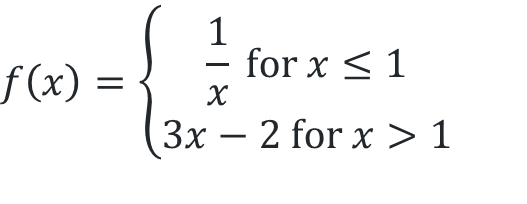 f(x) = { 1/x for x ≤ 1
3x − 2 for x > 1